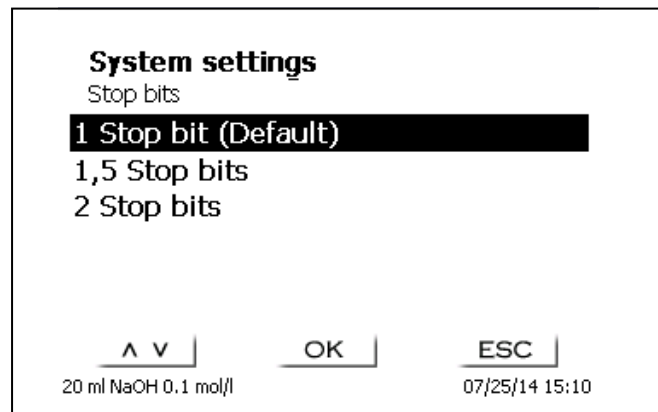 System settings
Stop bits
1 Stop bit (Default)
1,5 Stop bits
2 Stop bits
∧ ∨ OK ESC
20 ml NaOH 0.1 mol/l 07/25/14 15:10